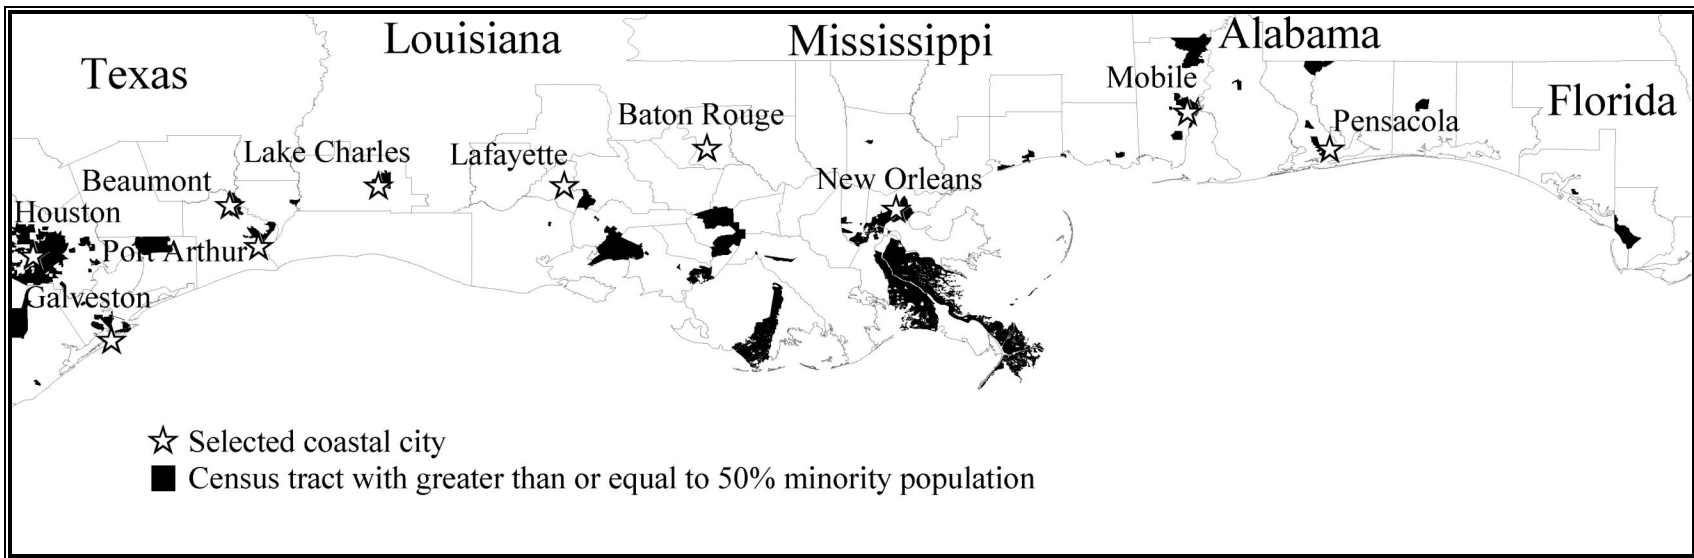 Texas
Louisiana
Mississippi
Alabama
Florida
Mobile
Pensacola
Baton Rouge
Lake Charles
Lafayette
New Orleans
Beaumont
Houston
Port Arthur
Galveston
Selected coastal city
Census tract with greater than or equal to 50% minority population